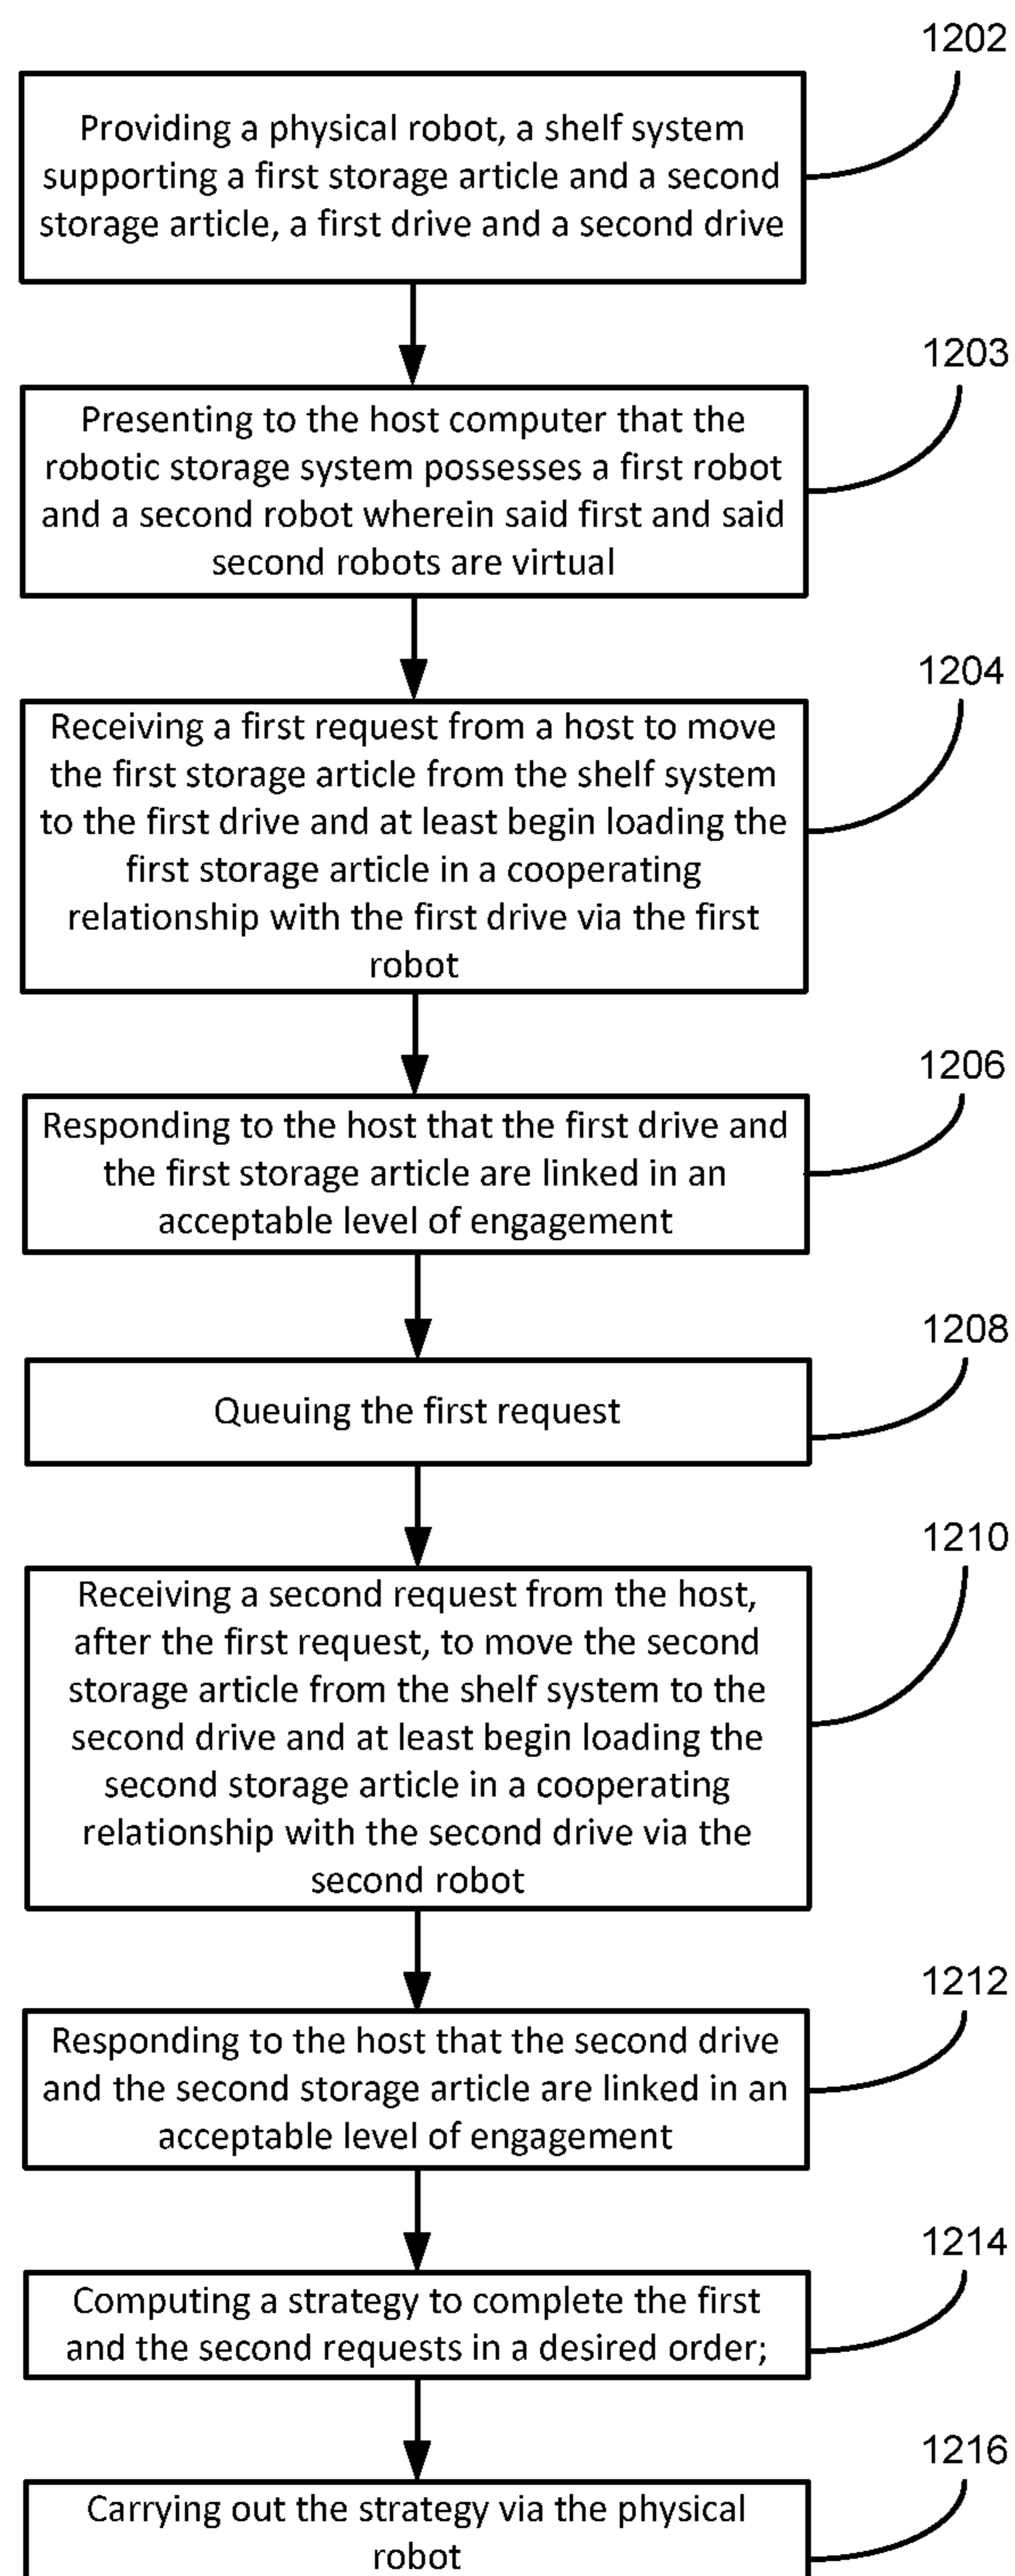 1202
Providing a physical robot, a shelf system
supporting a first storage article and a second
storage article, a first drive and a second drive
1203
Presenting to the host computer that the
robotic storage system possesses a first robot
and a second robot wherein said first and said
second robots are virtual
1204
Receiving a first request from a host to move
the first storage article from the shelf system
to the first drive and at least begin loading the
first storage article in a cooperating
relationship with the first drive via the first
robot
1206
Responding to the host that the first drive and
the first storage article are linked in an
acceptable level of engagement
1208
Queuing the first request
1210
Receiving a second request from the host,
after the first request, to move the second
storage article from the shelf system to the
second drive and at least begin loading the
second storage article in a cooperating
relationship with the second drive via the
second robot
1212
Responding to the host that the second drive
and the second storage article are linked in an
acceptable level of engagement
1214
Computing a strategy to complete the first
and the second requests in a desired order;
1216
Carrying out the strategy via the physical
robot